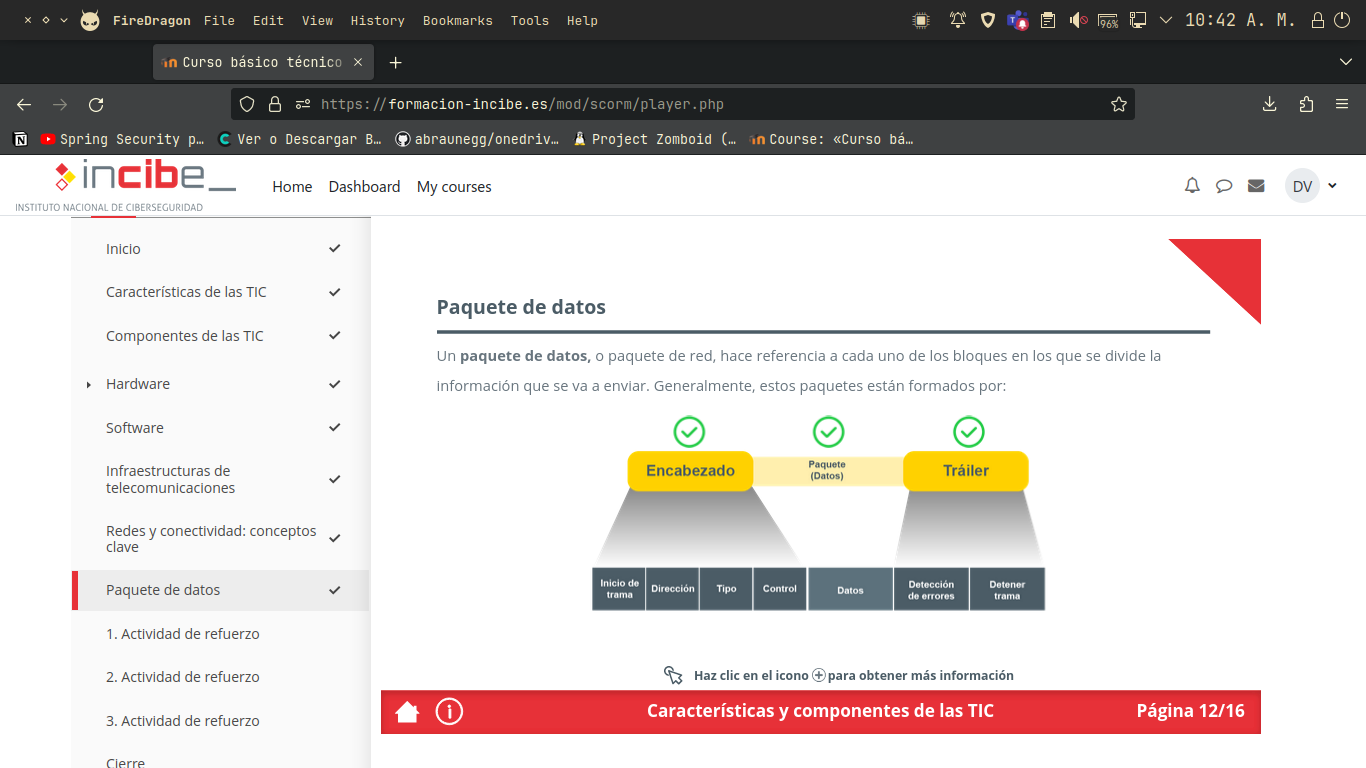 FireDragon File Edit View History Bookmarks Tools Help
96%
10:42 A. M.
in Curso básico técnico
https://formacion-incibe.es/mod/scorm/player.php
Spring Security p…
Ver o Descargar B…
abraunegg/onedriv…
Project Zomboid (…
in Course: «Curso bá…
incibe_
INSTITUTO NACIONAL DE CIBERSEGURIDAD
Home Dashboard My courses
DV
Inicio
Características de las TIC
Componentes de las TIC
Hardware
Software
Infraestructuras de
telecomunicaciones
Redes y conectividad: conceptos
clave
Paquete de datos
1. Actividad de refuerzo
2. Actividad de refuerzo
3. Actividad de refuerzo
Cierre
Paquete de datos
Un paquete de datos, o paquete de red, hace referencia a cada uno de los bloques en los que se divide la
información que se va a enviar. Generalmente, estos paquetes están formados por:
Encabezado
Paquete
(Datos)
Tráiler
Inicio de
trama
Dirección
Tipo
Control
Datos
Detección
de errores
Detener
trama
Haz clic en el icono para obtener más información
Características y componentes de las TIC
Página 12/16